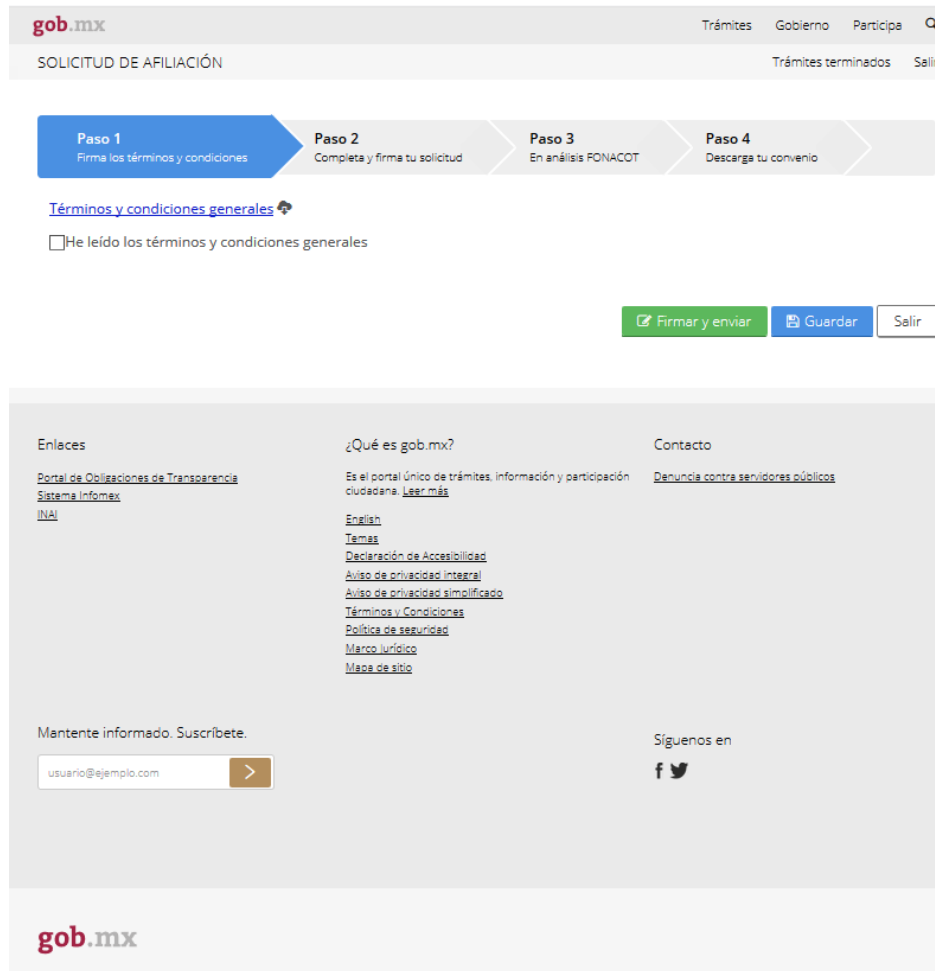 gob.mx
Trámites Gobierno Participa
SOLICITUD DE AFILIACIÓN
Trámites terminados Salir
Paso 1
Firma los términos y condiciones
Paso 2
Completa y firma tu solicitud
Paso 3
En análisis FONACOT
Paso 4
Descarga tu convenio
Términos y condiciones generales
He leído los términos y condiciones generales
Firmar y enviar Guardar Salir
Enlaces
Portal de Obligaciones de Transparencia
Sistema Infomex
INAI
¿Qué es gob.mx?
Es el portal único de trámites, información y participación
ciudadana. Leer más
English
Temas
Declaración de Accesibilidad
Aviso de privacidad integral
Aviso de privacidad simplificado
Términos y Condiciones
Política de seguridad
Marco Jurídico
Mapa de sitio
Contacto
Denuncia contra servidores públicos
Mantente informado. Suscríbete.
usuario@ejemplo.com
Síguenos en
gob.mx